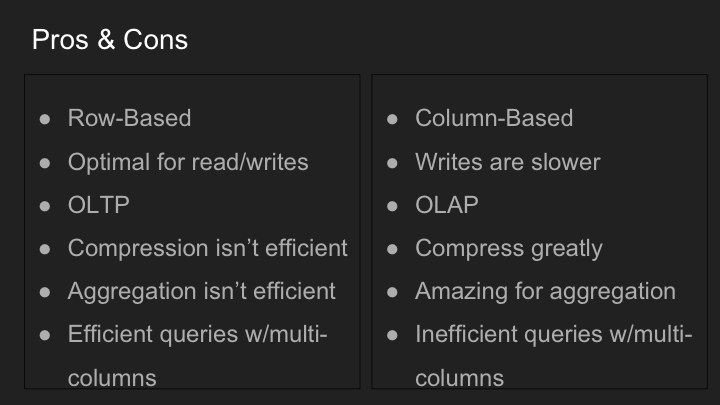 Pros & Cons
● Row-Based
● Optimal for read/writes
● OLTP
● Compression isn’t efficient
● Aggregation isn’t efficient
● Efficient queries w/multi-
columns
● Column-Based
● Writes are slower
● OLAP
● Compress greatly
● Amazing for aggregation
● Inefficient queries w/multi-
columns